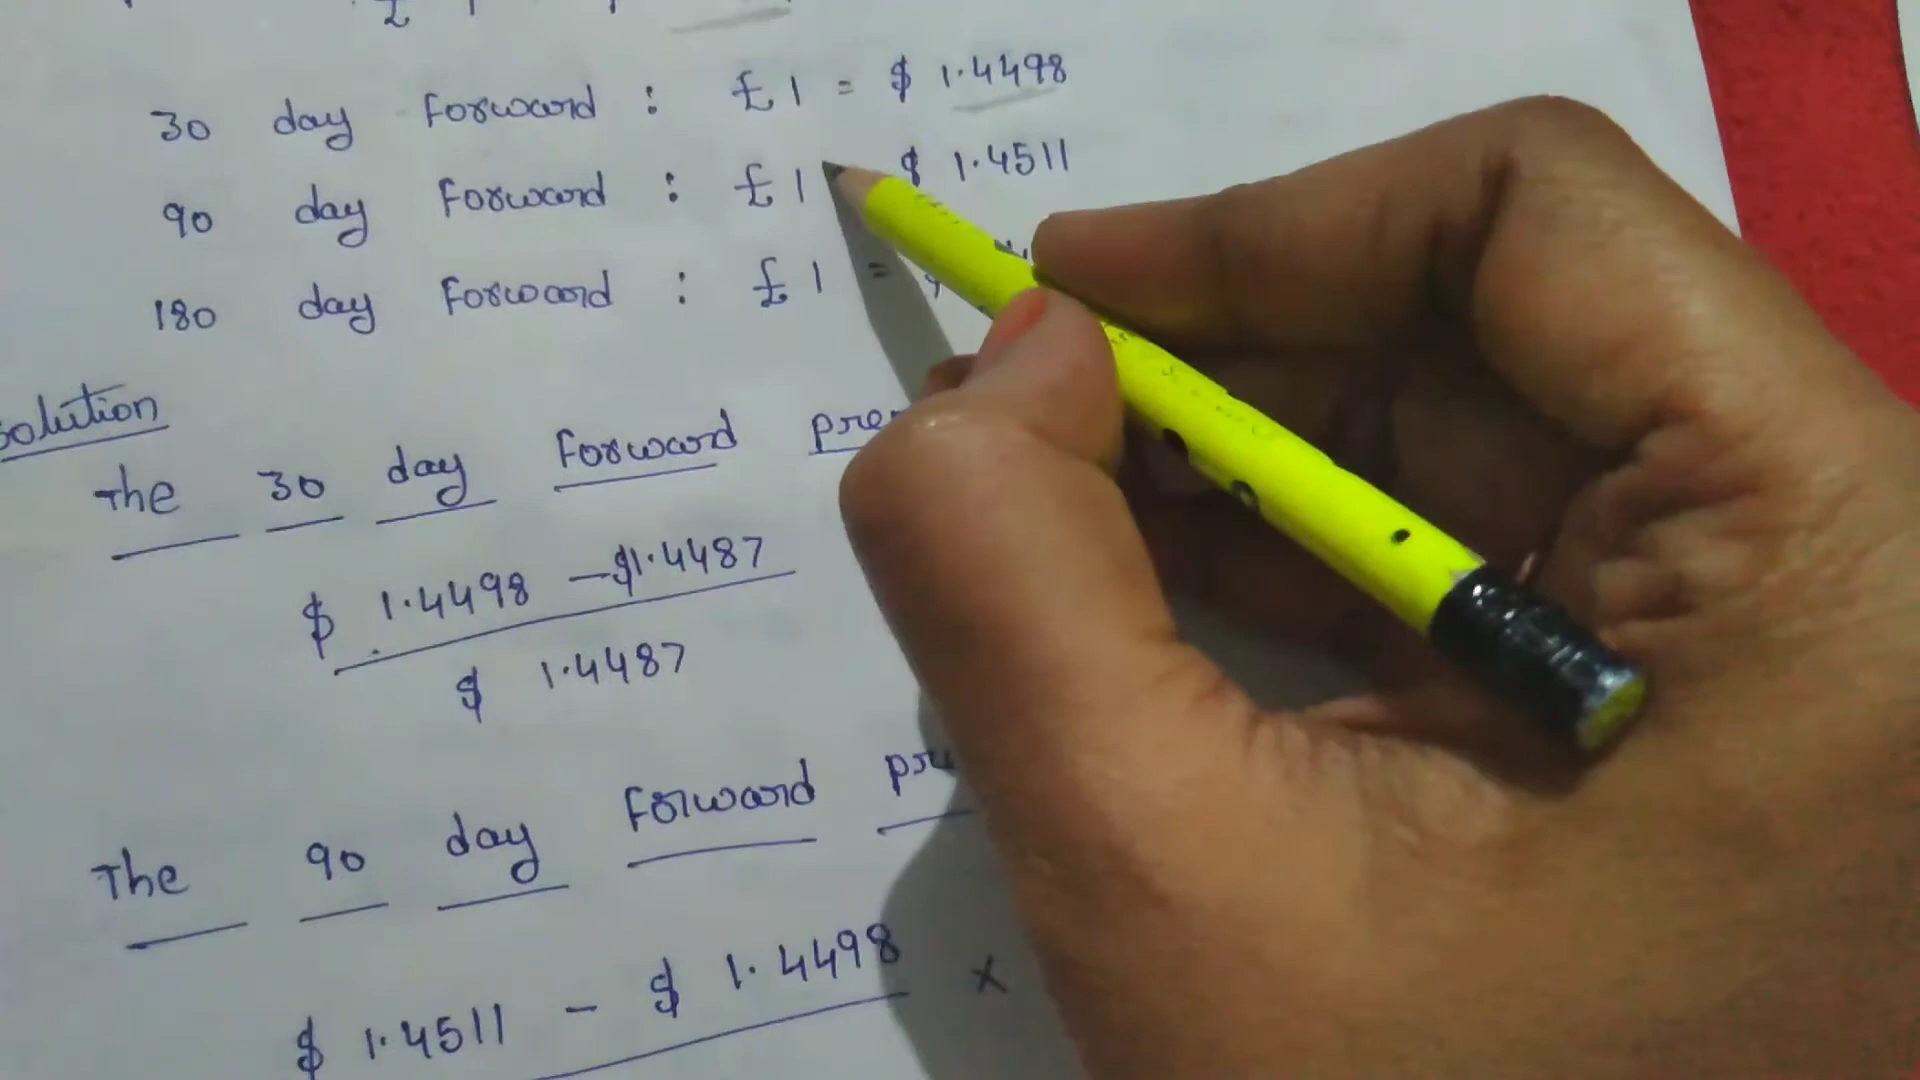 30 day Forward : £1 = $ 1.4498
90 day Forward : £1 $ 1.4511
180 day Forward : £1 =
Solution
The 30 day Forward
$ 1.4498 - $1.4487
$ 1.4487
The 90 day Forward
$ 1.4511 - $ 1.4498 ×